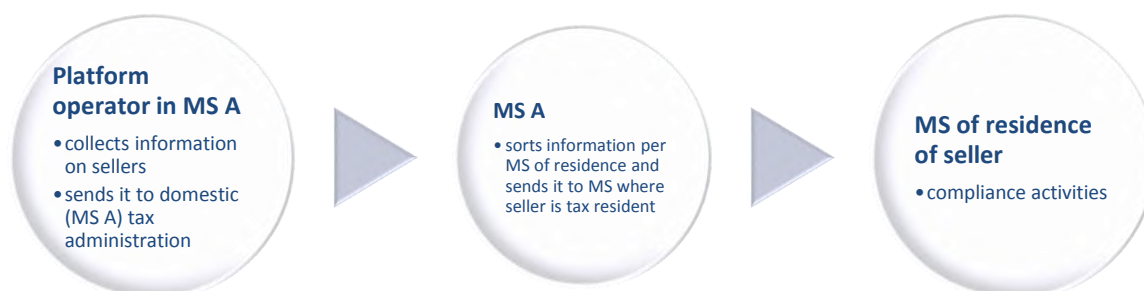 Platform
operator in MS A
•collects information
on sellers
•sends it to domestic
(MS A) tax
administration
MS A
• sorts information per
MS of residence and
sends it to MS where
seller is tax resident
MS of residence
of seller
•compliance activities